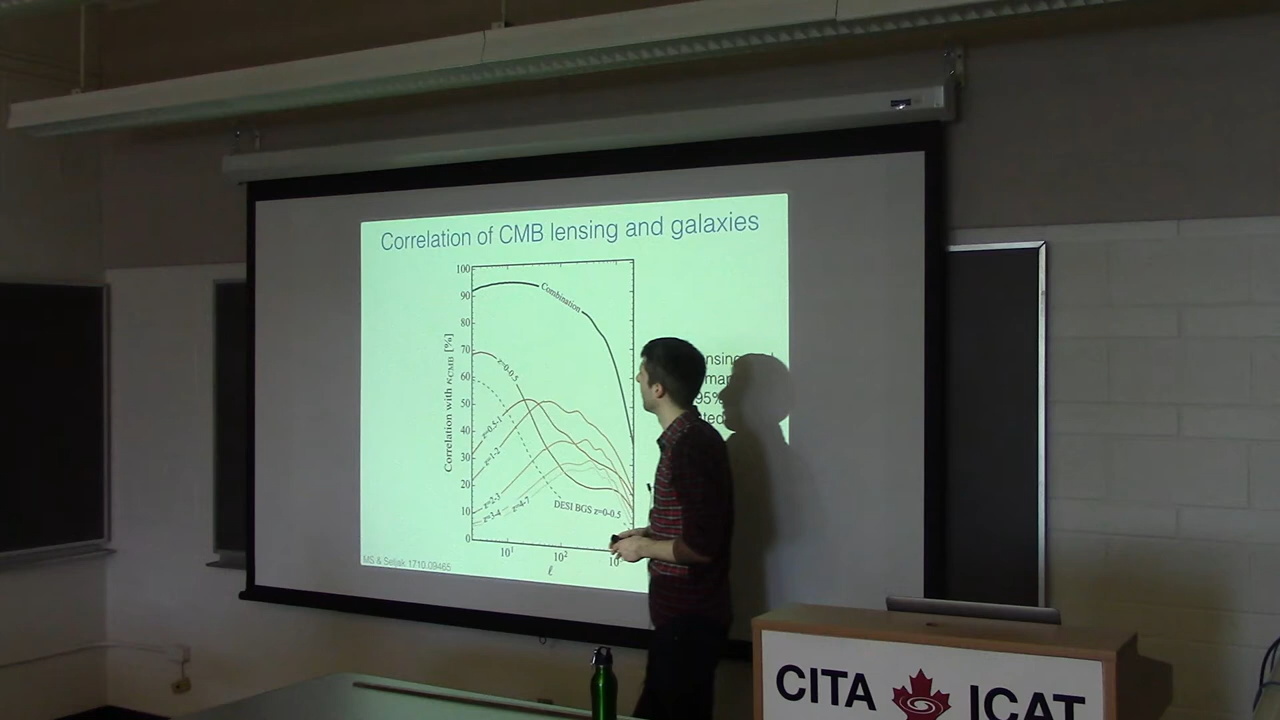 Correlation of CMB lensing and galaxies
100
90
80
70
60
50
40
30
20
10
0
Correlation with κCMB [%]
Combination
z=0-0.5
z=0.5-1
z=1-2
z=2-3
z=3-4
z=4-7
DESI BGS z=0-0.5
10¹
10²
ℓ
95%
MS & Seljak 1710.09465
CITA ICAT